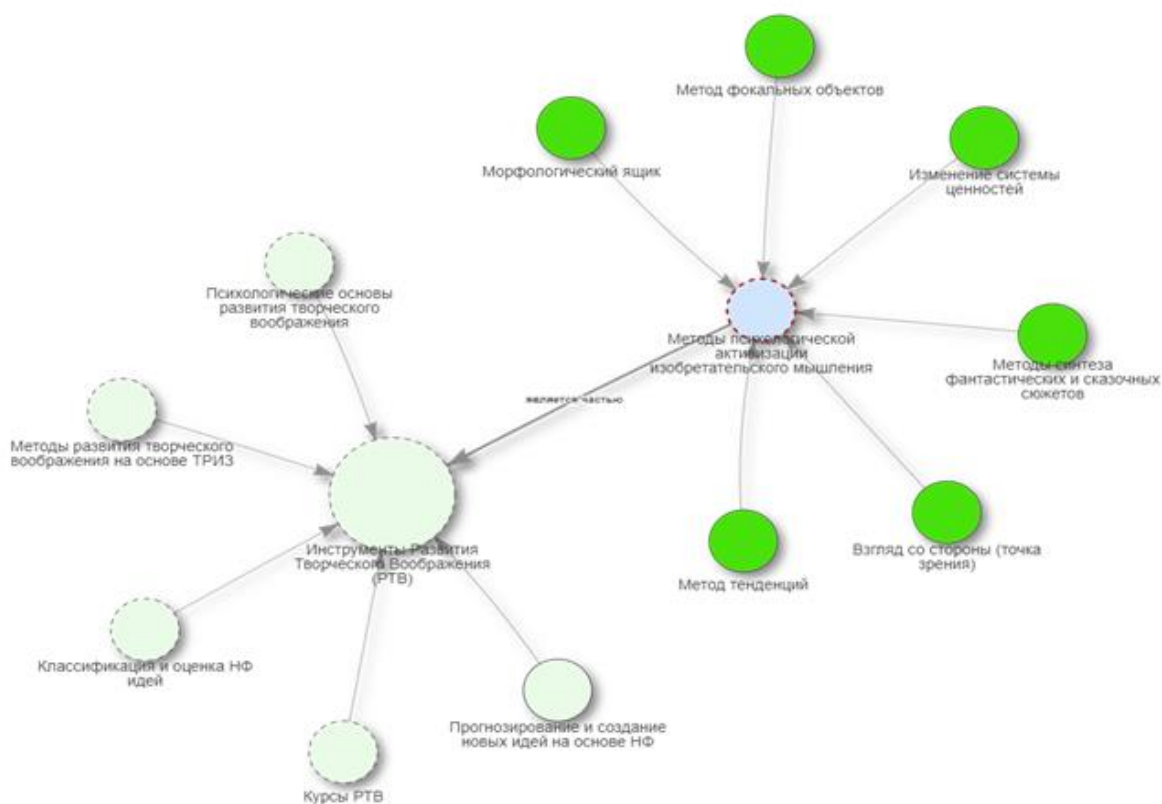 Метод фокальных объектов
Морфологический ящик
Изменение системы
ценностей
Психологические основы
развития творческого
воображения
Методы психологической
активизации
изобретательского мышления
Методы синтеза
фантастических и сказочных
сюжетов
является частью
Методы развития творческого
воображения на основе ТРИЗ
Инструменты Развития
Творческого Воображения
(РТВ)
Взгляд со стороны (точка
зрения)
Метод тенденций
Классификация и оценка НФ
идей
Прогнозирование и создание
новых идей на основе НФ
Курсы РТВ